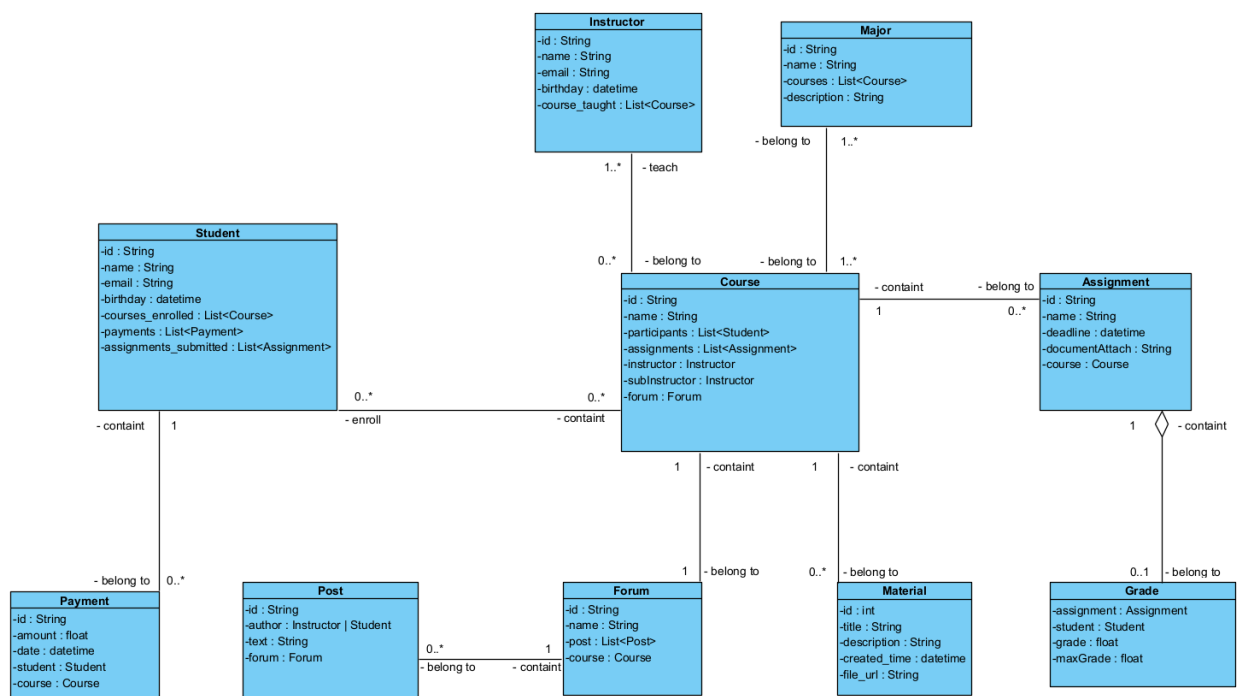 Instructor
-id : String
-name : String
-email : String
-birthday : datetime
-course_taught : List<Course>
Major
-id : String
-name : String
-courses : List<Course>
-description : String
1..*
- teach
- belong to
1..*
0..*
- belong to
- belong to
1..*
Student
-id : String
-name : String
-email : String
-birthday : datetime
-courses_enrolled : List<Course>
-payments : List<Payment>
-assignments_submitted : List<Assignment>
Course
-id : String
-name : String
-participants : List<Student>
-assignments : List<Assignment>
-instructor : Instructor
-subInstructor : Instructor
-forum : Forum
- containt
1
- belong to
0..*
Assignment
-id : String
-name : String
-deadline : datetime
-documentAttach : String
-course : Course
0..*
- enroll
0..*
- containt
- containt
1
1
- containt
1
- containt
1
- containt
- belong to
0..*
1
- belong to
0..*
- belong to
0..1
- belong to
Payment
-id : String
-amount : float
-date : datetime
-student : Student
-course : Course
Post
-id : String
-author : Instructor | Student
-text : String
-forum : Forum
0..*
- belong to
1
- containt
Forum
-id : String
-name : String
-post : List<Post>
-course : Course
Material
-id : int
-title : String
-description : String
-created_time : datetime
-file_url : String
Grade
-assignment : Assignment
-student : Student
-grade : float
-maxGrade : float